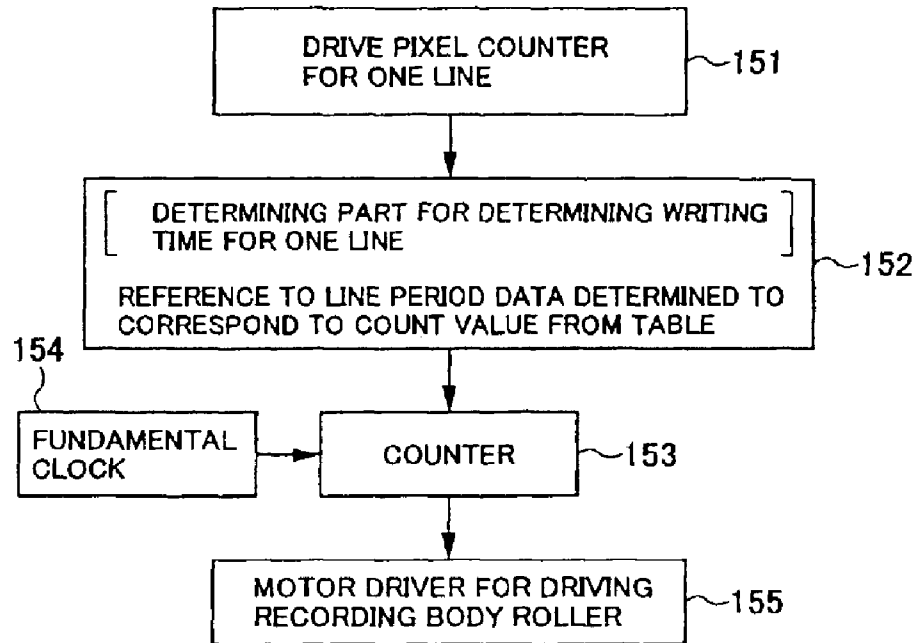 DRIVE PIXEL COUNTER
FOR ONE LINE
151
DETERMINING PART FOR DETERMINING WRITING
TIME FOR ONE LINE
152
REFERENCE TO LINE PERIOD DATA DETERMINED TO
CORRESPOND TO COUNT VALUE FROM TABLE
154
FUNDAMENTAL
CLOCK
COUNTER
153
MOTOR DRIVER FOR DRIVING
RECORDING BODY ROLLER
155